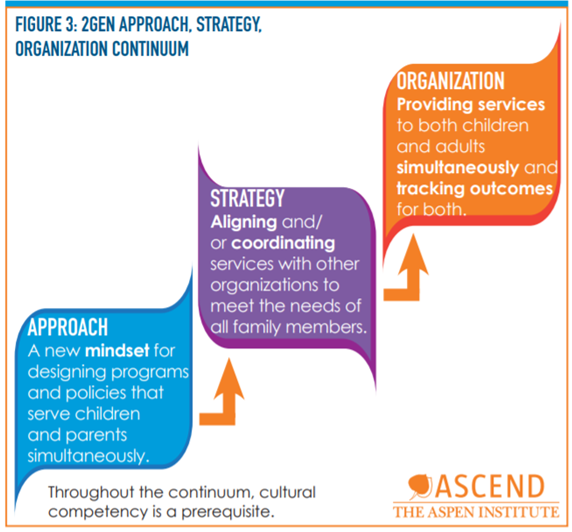 FIGURE 3: 2GEN APPROACH, STRATEGY,
ORGANIZATION CONTINUUM
ORGANIZATION
Providing services
to both children
and adults
simultaneously and
tracking outcomes
for both.
STRATEGY
Aligning and/
or coordinating
services with other
organizations to
meet the needs of
all family members.
APPROACH
A new mindset for
designing programs
and policies that
serve children
and parents
simultaneously.
Throughout the continuum, cultural
competency is a prerequisite.
ASCEND
THE ASPEN INSTITUTE